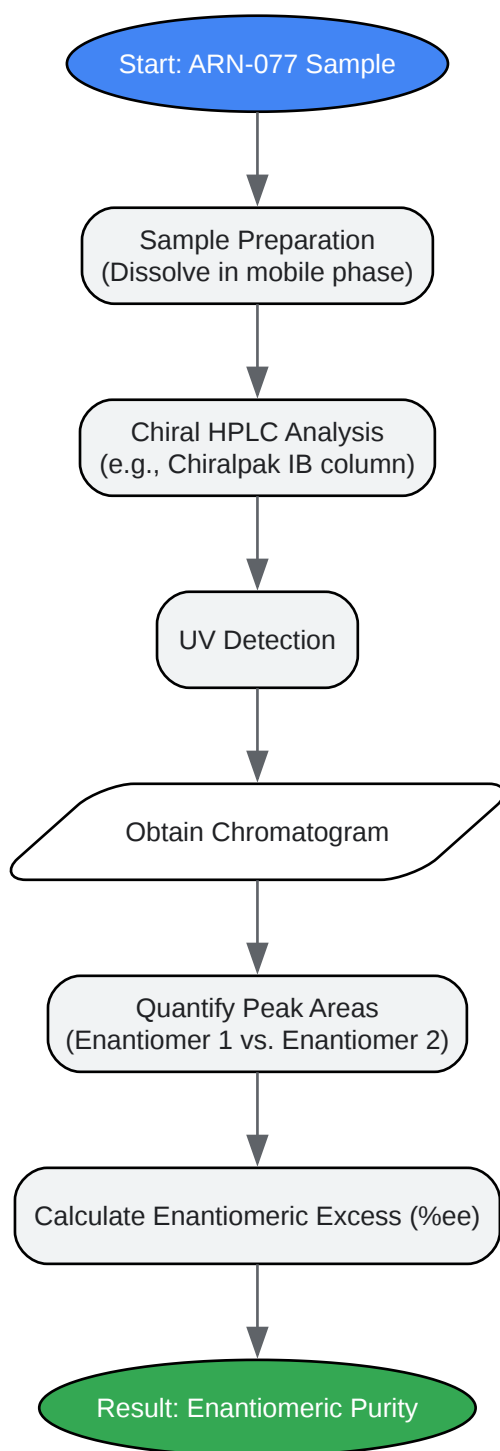 Start: ARN-077 Sample
Sample Preparation
(Dissolve in mobile phase)
Chiral HPLC Analysis
(e.g., Chiralpak IB column)
UV Detection
Obtain Chromatogram
Quantify Peak Areas
(Enantiomer 1 vs. Enantiomer 2)
Calculate Enantiomeric Excess (%ee)
Result: Enantiomeric Purity